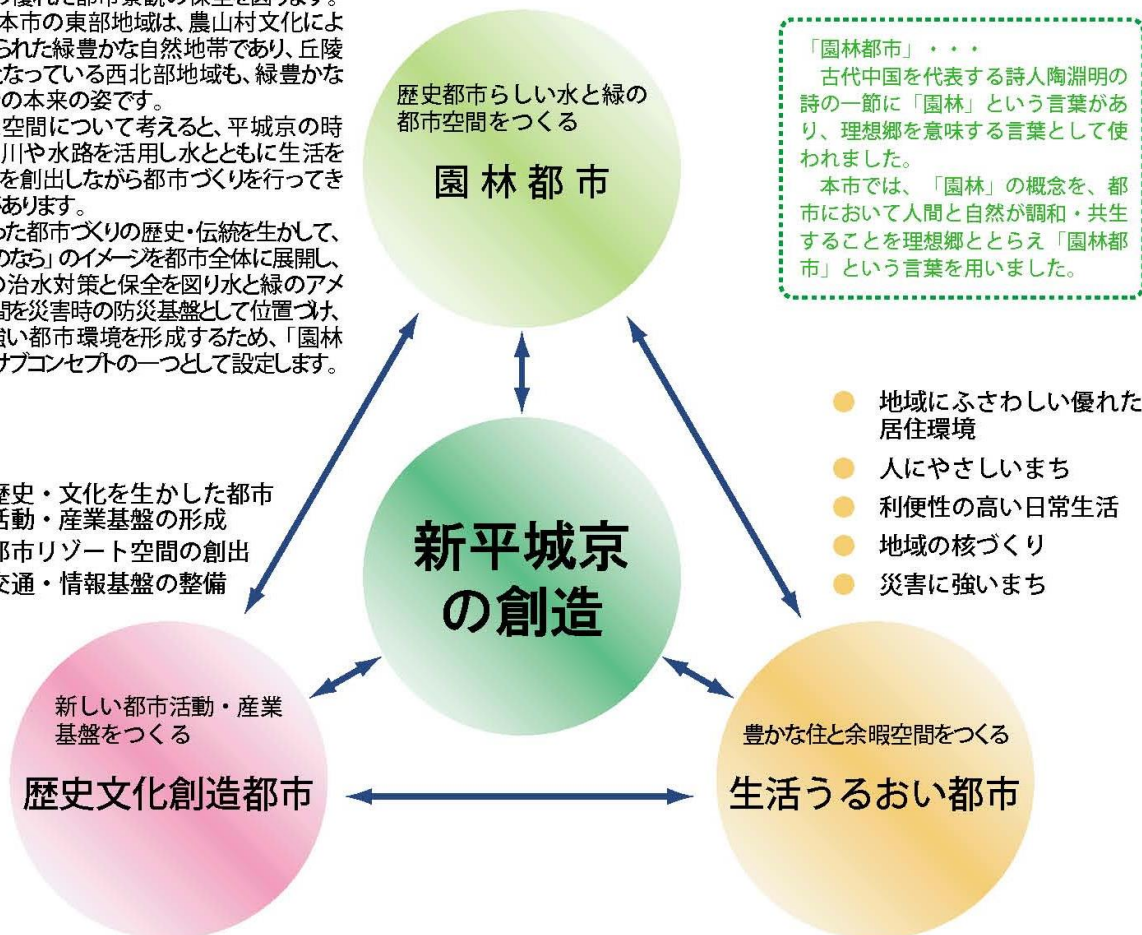 の優れた都市景観の保全を図ります。
本市の東部地域は、農山村文化によ
られた緑豊かな自然地帯であり、丘陵
となっている西北部地域も、緑豊かな
の本来の姿です。
空間について考えると、平城京の時
川や水路を活用し水とともに生活を
を創出しながら都市づくりを行ってき
があります。
った都市づくりの歴史・伝統を生かして、
のなら」のイメージを都市全体に展開し、
の治水対策と保全を図り水と緑のアメ
間を災害時の防災基盤として位置づけ、
強い都市環境を形成するため、「園林
サブコンセプトの一つとして設定します。
歴史都市らしい水と緑の
都市空間をつくる
園林都市
「園林都市」・・・
古代中国を代表する詩人陶淵明の
詩の一節に「園林」という言葉があ
り、理想郷を意味する言葉として使
われました。
本市では、「園林」の概念を、都
市において人間と自然が調和・共生
することを理想郷ととらえ「園林都
市」という言葉を用いました。
歴史・文化を生かした都市
活動・産業基盤の形成
都市リゾート空間の創出
交通・情報基盤の整備
新平城京
の創造
● 地域にふさわしい優れた
居住環境
● 人にやさしいまち
● 利便性の高い日常生活
● 地域の核づくり
● 災害に強いまち
新しい都市活動・産業
基盤をつくる
歴史文化創造都市
豊かな住と余暇空間をつくる
生活うるおい都市